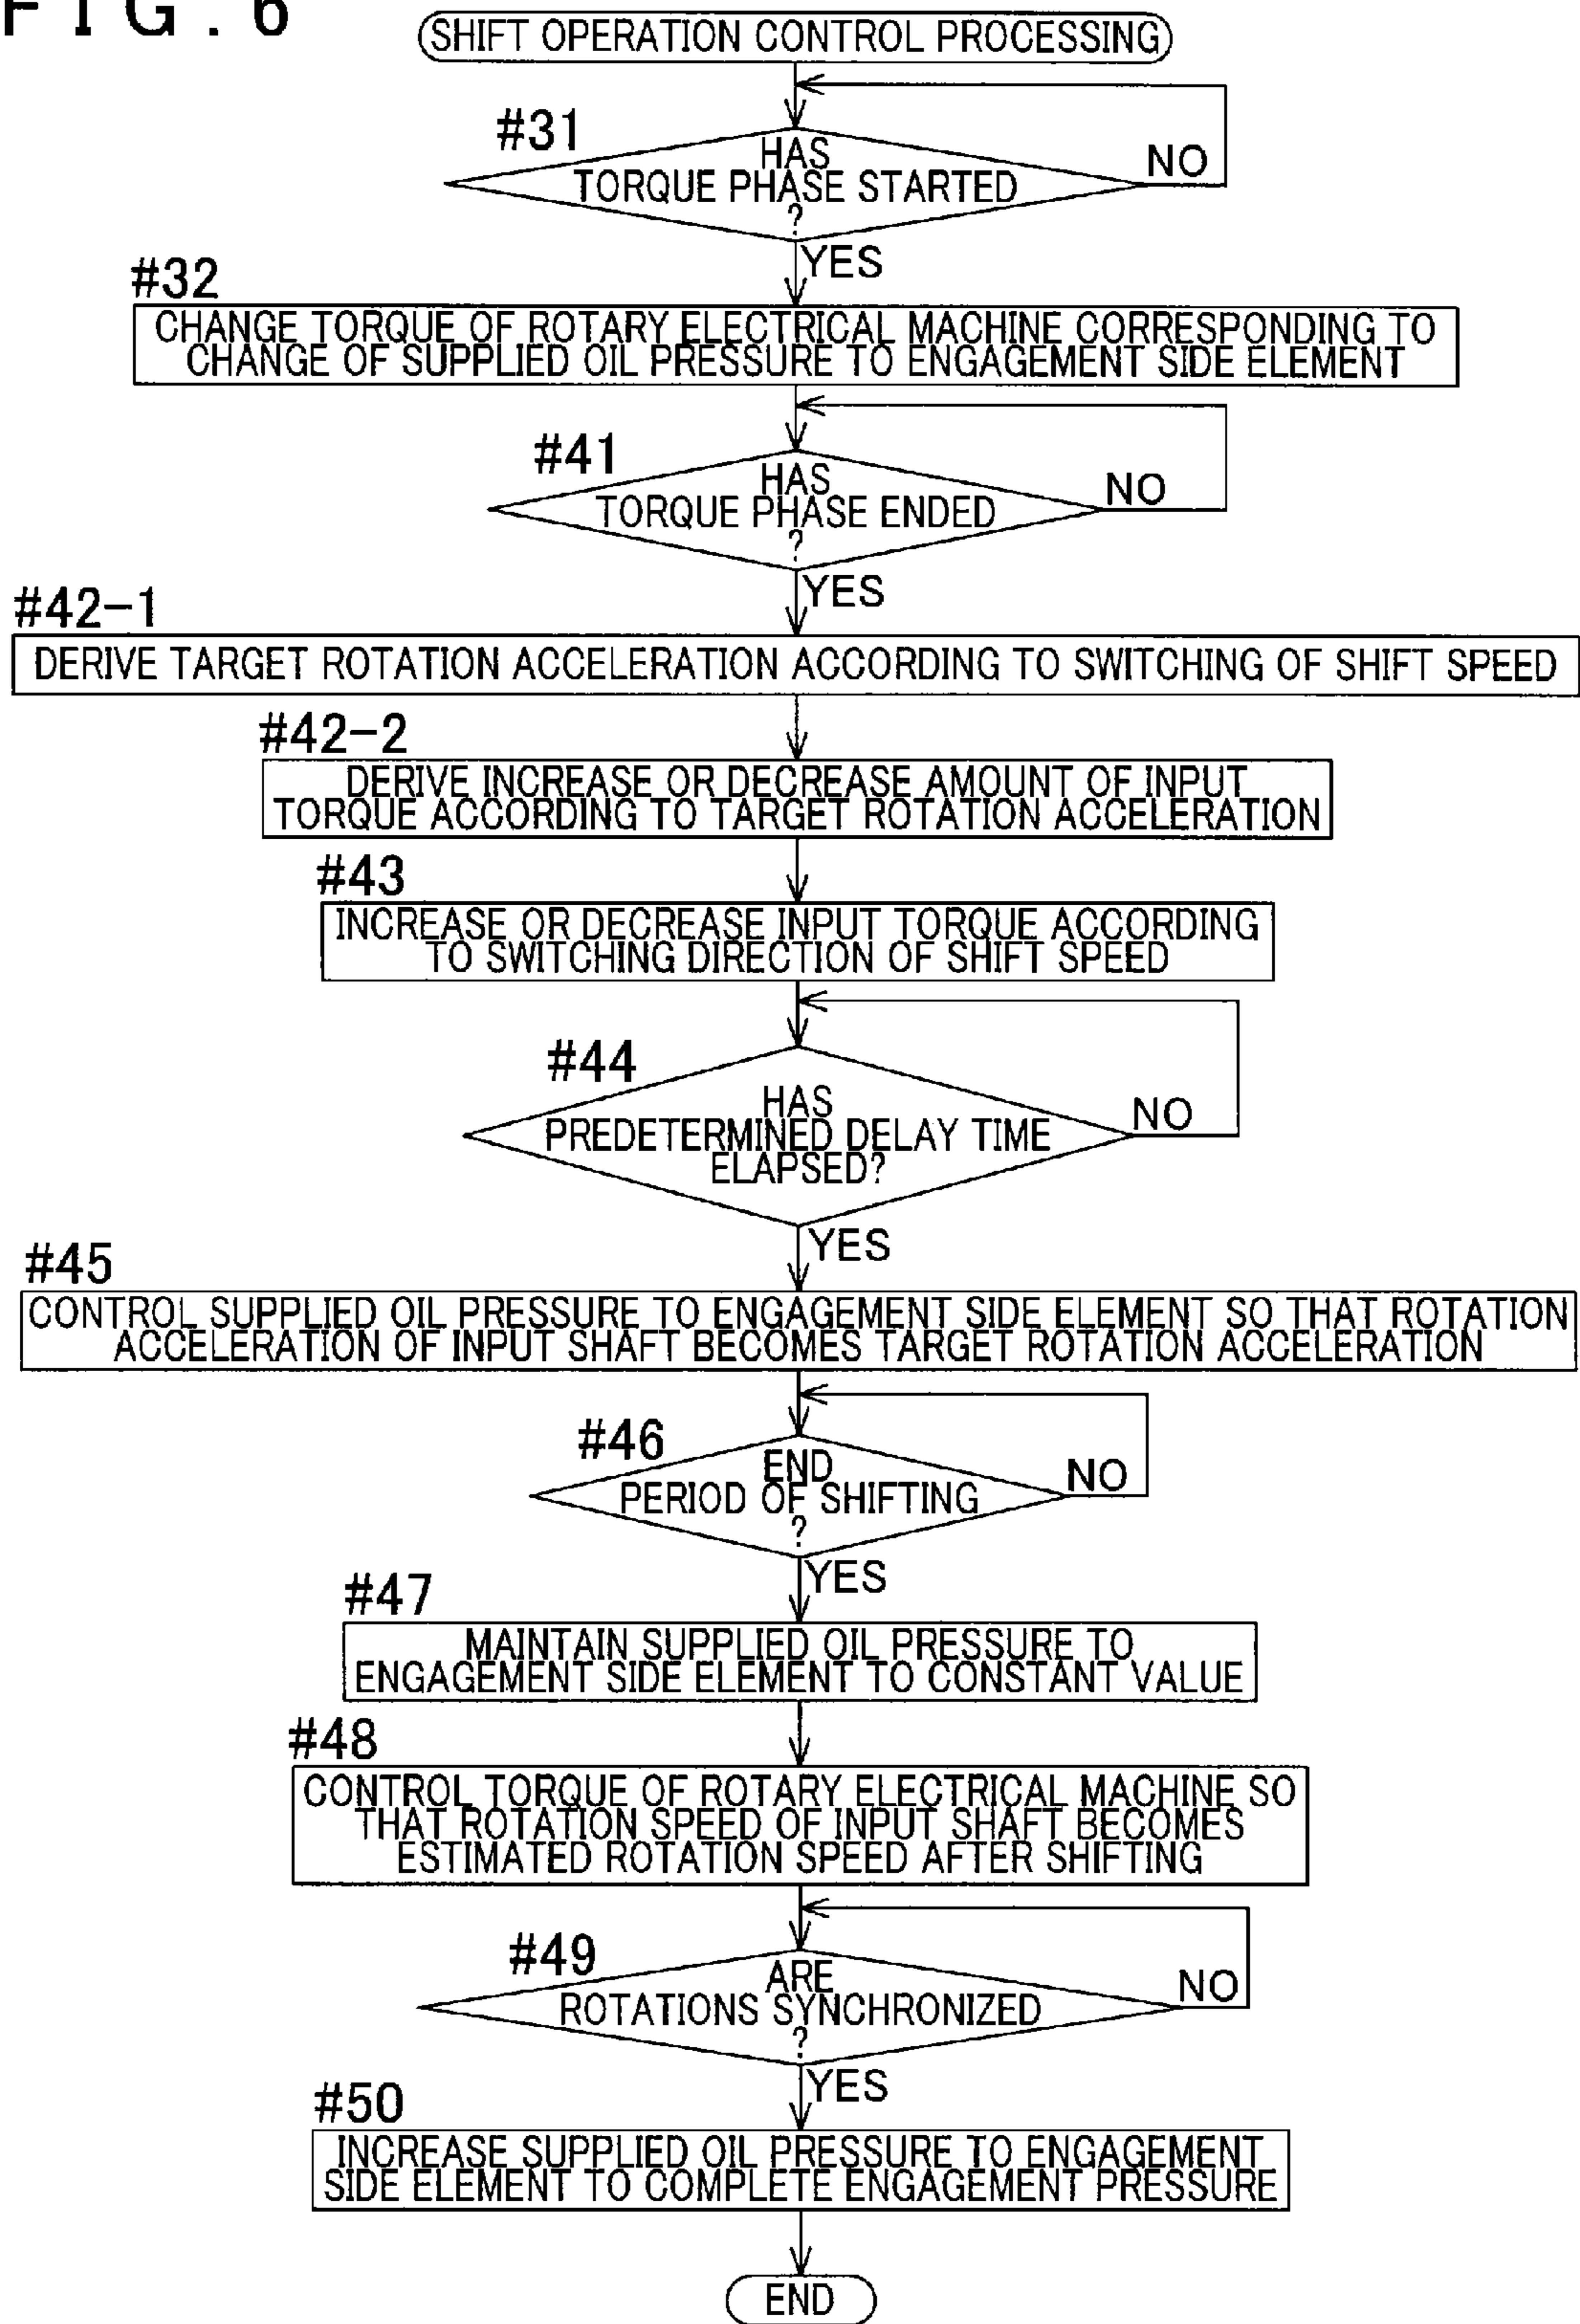 FIG. 6
SHIFT OPERATION CONTROL PROCESSING
#31
HAS
TORQUE PHASE STARTED
?
NO
YES
#32
CHANGE TORQUE OF ROTARY ELECTRICAL MACHINE CORRESPONDING TO
CHANGE OF SUPPLIED OIL PRESSURE TO ENGAGEMENT SIDE ELEMENT
#41
HAS
TORQUE PHASE ENDED
?
NO
YES
#42-1
DERIVE TARGET ROTATION ACCELERATION ACCORDING TO SWITCHING OF SHIFT SPEED
#42-2
DERIVE INCREASE OR DECREASE AMOUNT OF INPUT
TORQUE ACCORDING TO TARGET ROTATION ACCELERATION
#43
INCREASE OR DECREASE INPUT TORQUE ACCORDING
TO SWITCHING DIRECTION OF SHIFT SPEED
#44
HAS
PREDETERMINED DELAY TIME
ELAPSED?
NO
YES
#45
CONTROL SUPPLIED OIL PRESSURE TO ENGAGEMENT SIDE ELEMENT SO THAT ROTATION
ACCELERATION OF INPUT SHAFT BECOMES TARGET ROTATION ACCELERATION
#46
END
PERIOD OF SHIFTING
?
NO
YES
#47
MAINTAIN SUPPLIED OIL PRESSURE TO
ENGAGEMENT SIDE ELEMENT TO CONSTANT VALUE
#48
CONTROL TORQUE OF ROTARY ELECTRICAL MACHINE SO
THAT ROTATION SPEED OF INPUT SHAFT BECOMES
ESTIMATED ROTATION SPEED AFTER SHIFTING
#49
ARE
ROTATIONS SYNCHRONIZED
?
NO
YES
#50
INCREASE SUPPLIED OIL PRESSURE TO ENGAGEMENT
SIDE ELEMENT TO COMPLETE ENGAGEMENT PRESSURE
END